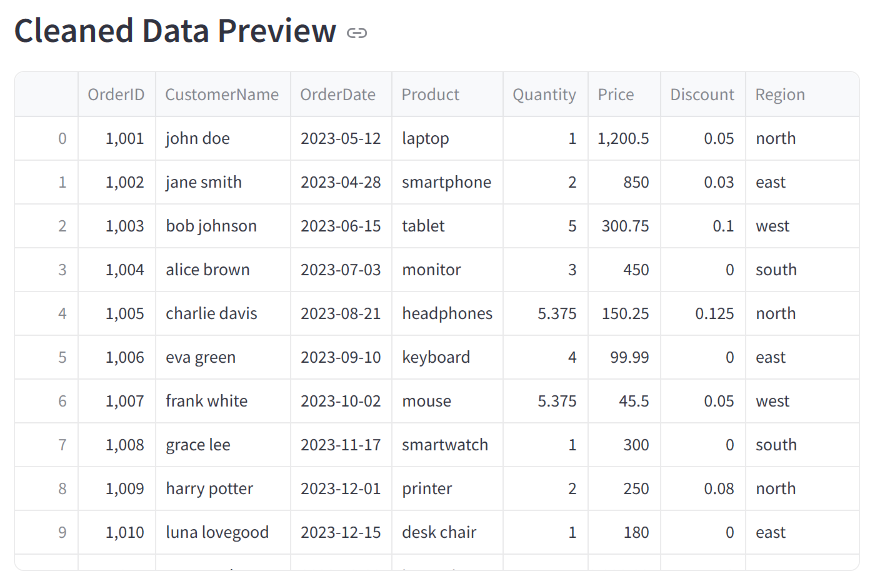 Cleaned Data Preview
OrderID CustomerName OrderDate Product Quantity Price Discount Region
0 1,001 john doe 2023-05-12 laptop 1 1,200.5 0.05 north
1 1,002 jane smith 2023-04-28 smartphone 2 850 0.03 east
2 1,003 bob johnson 2023-06-15 tablet 5 300.75 0.1 west
3 1,004 alice brown 2023-07-03 monitor 3 450 0 south
4 1,005 charlie davis 2023-08-21 headphones 5.375 150.25 0.125 north
5 1,006 eva green 2023-09-10 keyboard 4 99.99 0 east
6 1,007 frank white 2023-10-02 mouse 5.375 45.5 0.05 west
7 1,008 grace lee 2023-11-17 smartwatch 1 300 0 south
8 1,009 harry potter 2023-12-01 printer 2 250 0.08 north
9 1,010 luna lovegood 2023-12-15 desk chair 1 180 0 east